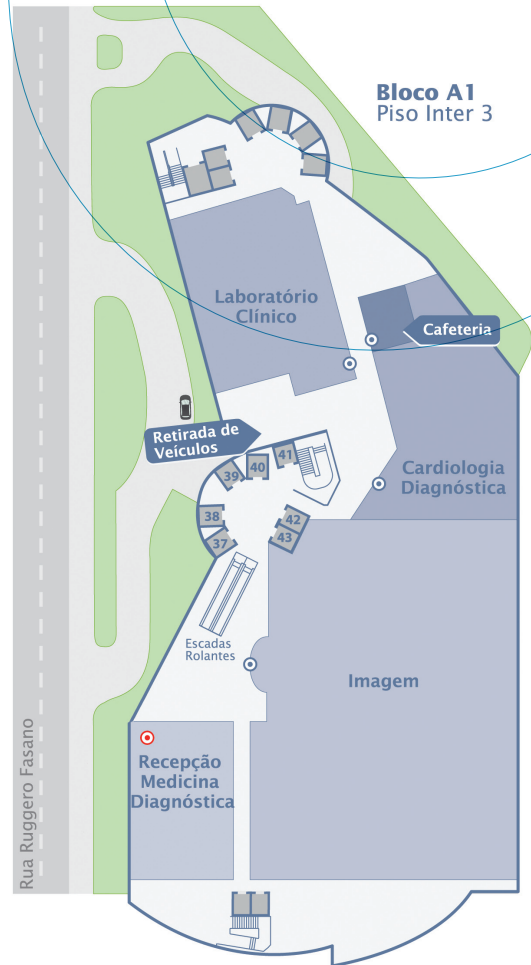 Bloco A1
Piso Inter 3
Laboratório
Clínico
Cafeteria
Retirada de
Veículos
41
40
39
38
37
42
43
Cardiologia
Diagnóstica
Escadas
Rolantes
Imagem
Recepção
Medicina
Diagnóstica
Rua Ruggero Fasano